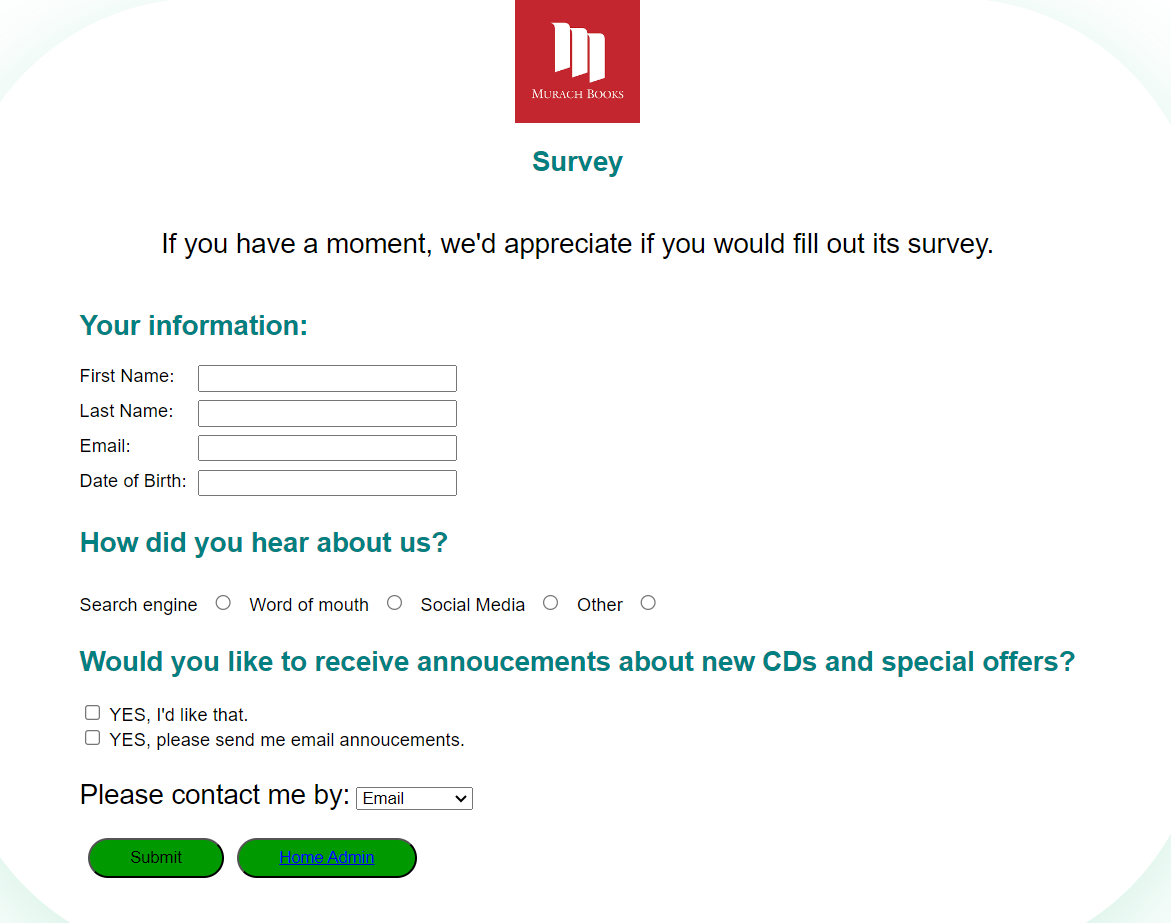 MURACH BOOKS
Survey
If you have a moment, we'd appreciate if you would fill out its survey.
Your information:
First Name:
Last Name:
Email:
Date of Birth:
How did you hear about us?
Search engine Word of mouth Social Media Other
Would you like to receive annoucements about new CDs and special offers?
YES, I'd like that.
YES, please send me email annoucements.
Please contact me by: Email
Submit Home Admin